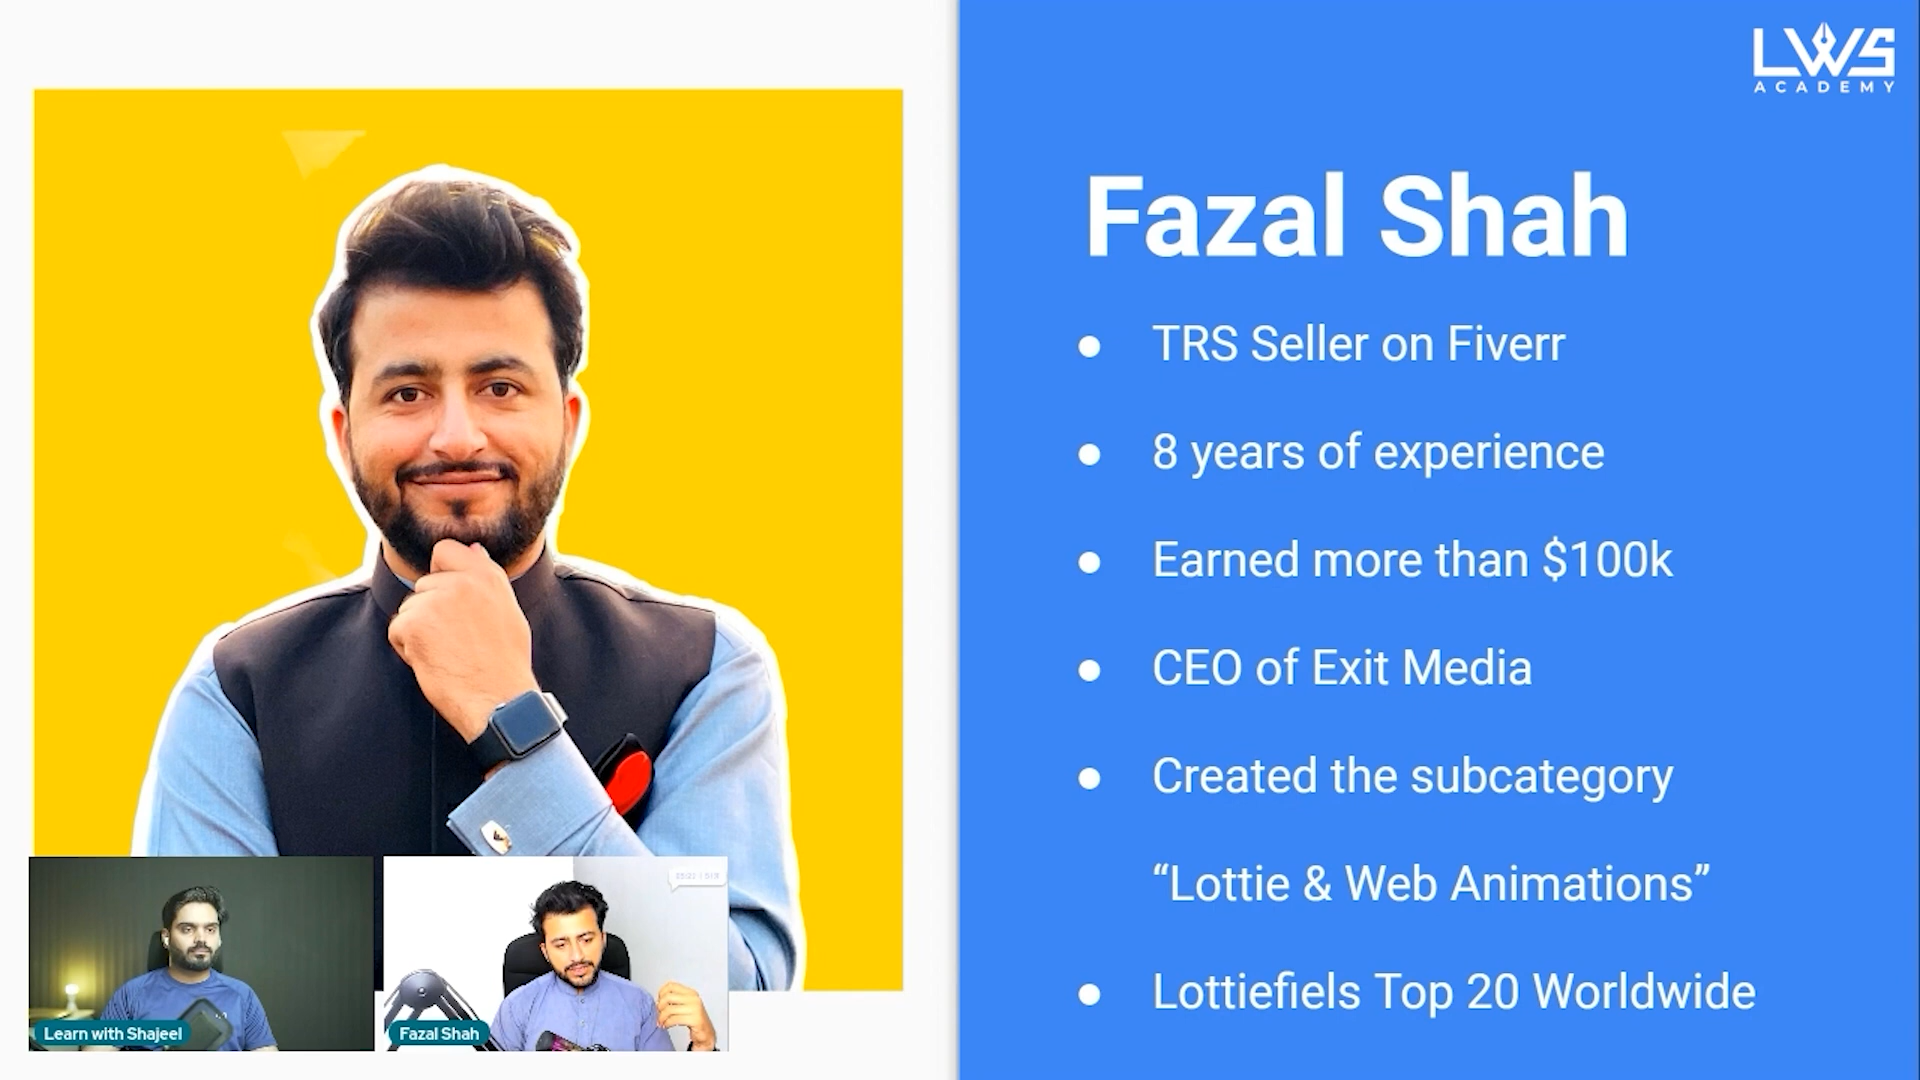 LWS
ACADEMY
Fazal Shah
● TRS Seller on Fiverr
● 8 years of experience
● Earned more than $100k
● CEO of Exit Media
● Created the subcategory
“Lottie & Web Animations”
● Lottiefiels Top 20 Worldwide
Learn with Shajeel
Fazal Shah